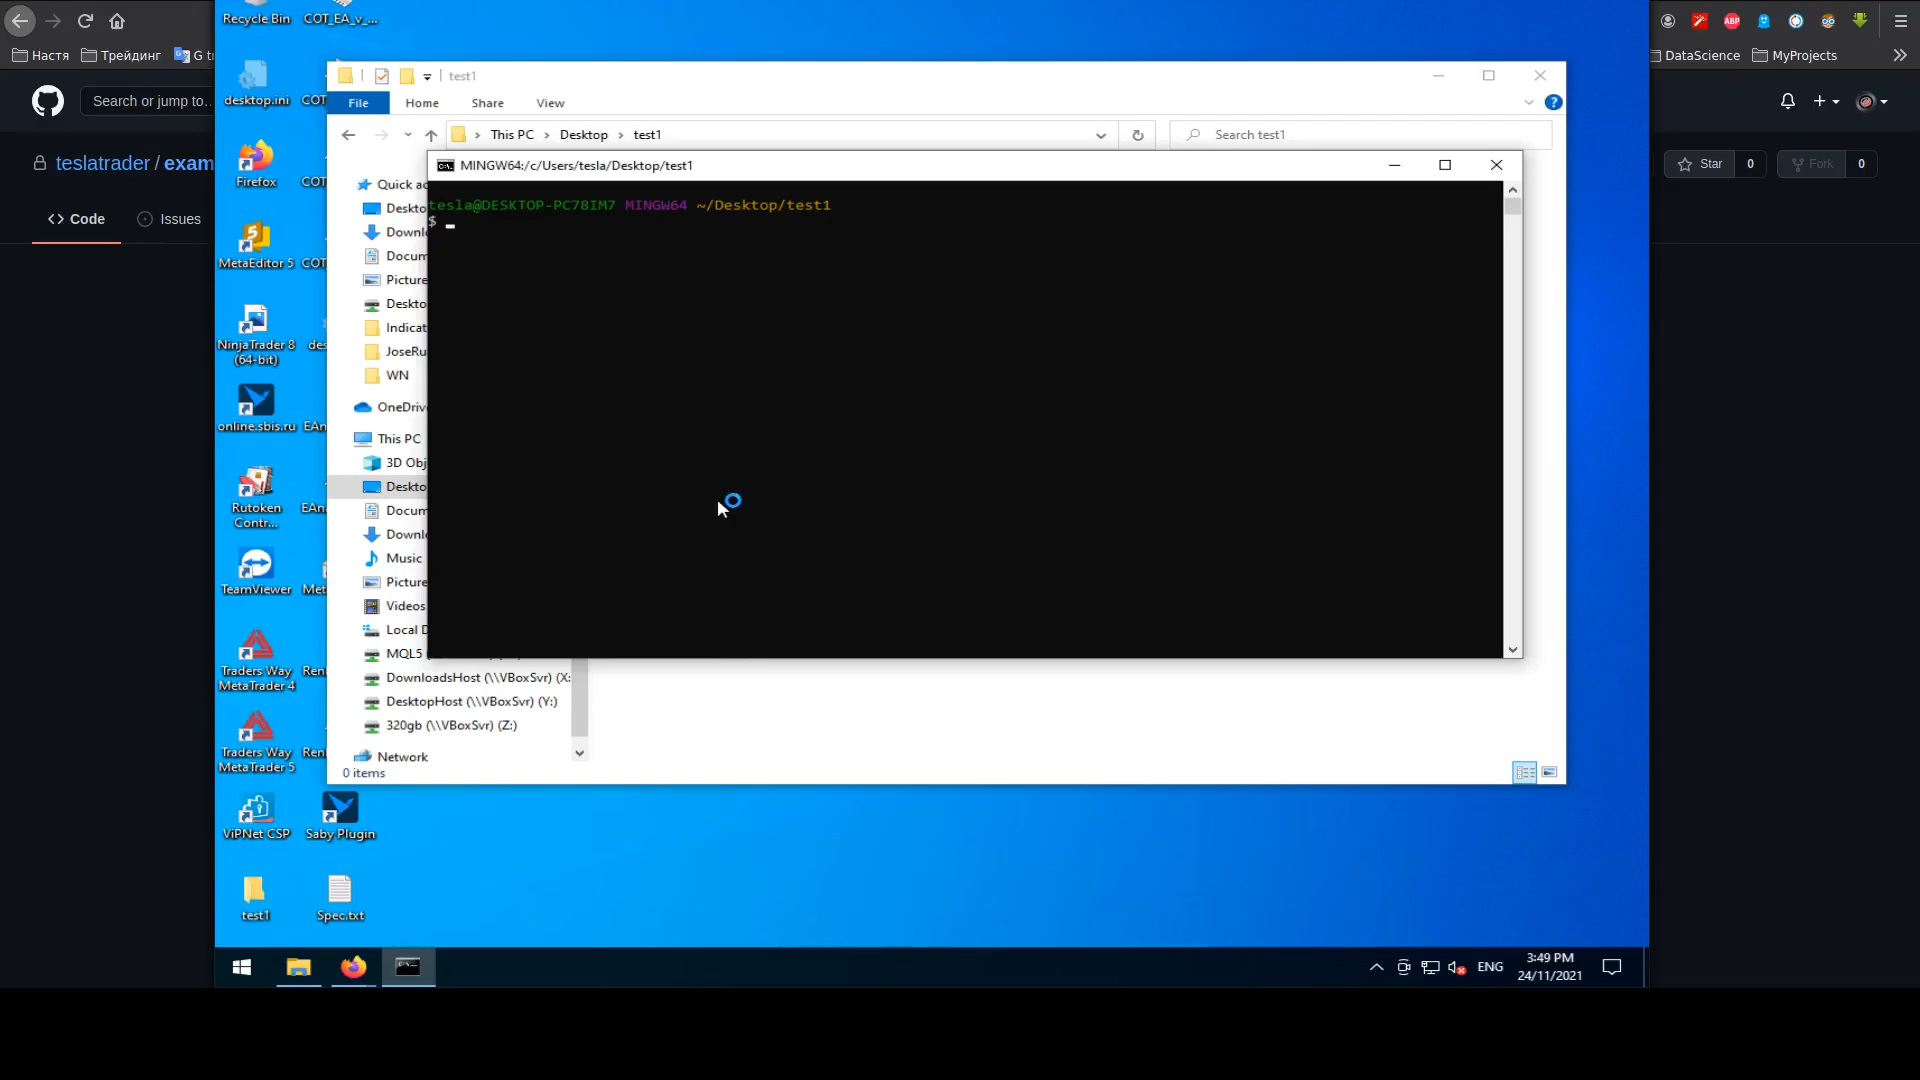 Настя
Трейдинг
G t
DataScience
MyProjects
Search or jump to...
teslatrader / exam
Code
Issues
Star
0
Fork
0
Recycle Bin
COT_EA_v_...
desktop.ini
Firefox
MetaEditor 5
NinjaTrader 8
(64-bit)
online.sbis.ru
Rutoken
Contr...
TeamViewer
Traders Way
MetaTrader 4
Traders Way
MetaTrader 5
ViPNet CSP
Saby Plugin
test1
Spec.txt
test1
File
Home
Share
View
This PC
Desktop
test1
Search test1
MINGW64:/c/Users/tesla/Desktop/test1
tesla@DESKTOP-PC78IM7 MINGW64 ~/Desktop/test1
$
Quick ac
Deskto
Downl
Docum
Picture
Deskto
Indicat
JoseRu
WN
OneDriv
This PC
3D Obj
Deskto
Docum
Downl
Music
Picture
Videos
Local D
MQL5
DownloadsHost (\\VBoxSvr) (X:
DesktopHost (\\VBoxSvr) (Y:)
320gb (\\VBoxSvr) (Z:)
Network
0 items
ENG
3:49 PM
24/11/2021